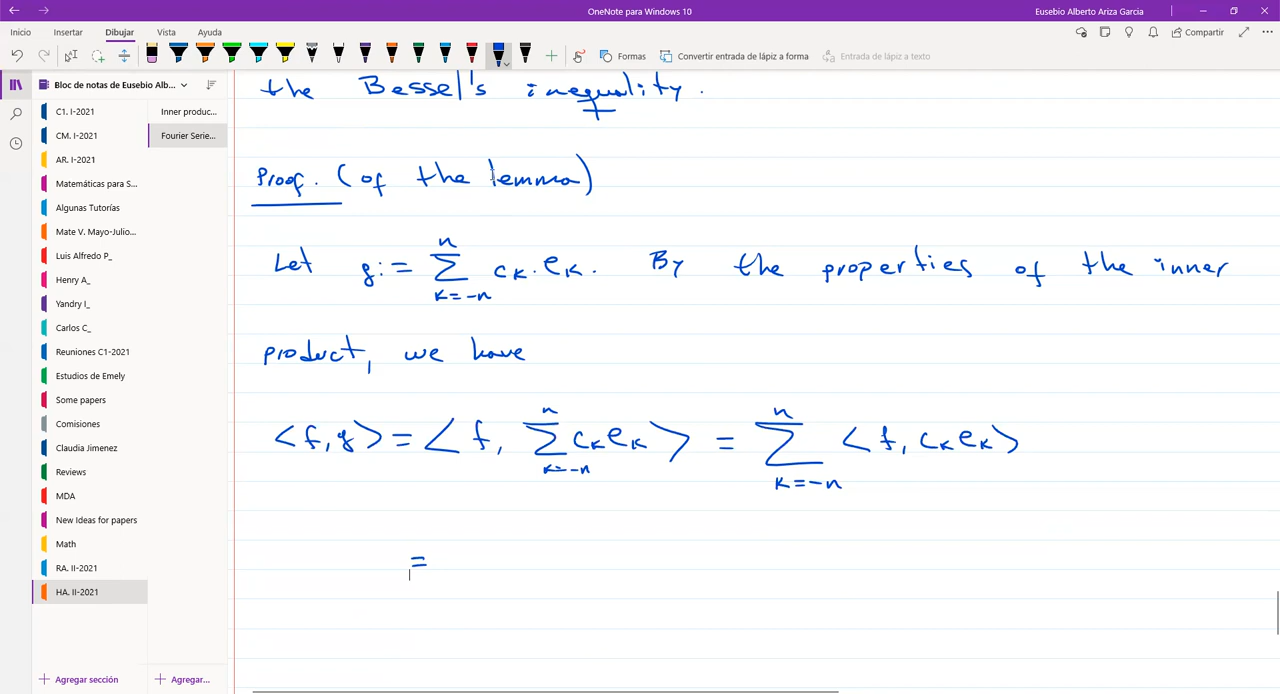 OneNote para Windows 10
Eusebio Alberto Ariza Garcia
Inicio Insertar Dibujar Vista Ayuda
Compartir
Formas
Convertir entrada de lápiz a forma
Entrada de lápiz a texto
Bloc de notas de Eusebio Alb...
C1. I-2021
CM. I-2021
AR. I-2021
Matemáticas para S...
Algunas Tutorías
Mate V. Mayo-Julio...
Luis Alfredo P_
Henry A_
Yandry I_
Carlos C_
Reuniones C1-2021
Estudios de Emely
Some papers
Comisiones
Claudia Jimenez
Reviews
MDA
New Ideas for papers
Math
RA. II-2021
HA. II-2021
Agregar sección
Inner produc...
Fourier Serie...
Agregar...
the Bessel's inequality.
Proof. (of the lemma)
Let g := ∑_{k=-n}^{n} c_k · e_k. By the properties of the inner
product, we have
<f,g> = <f, ∑_{k=-n}^{n} c_k e_k> = ∑_{k=-n}^{n} <f, c_k e_k>
=